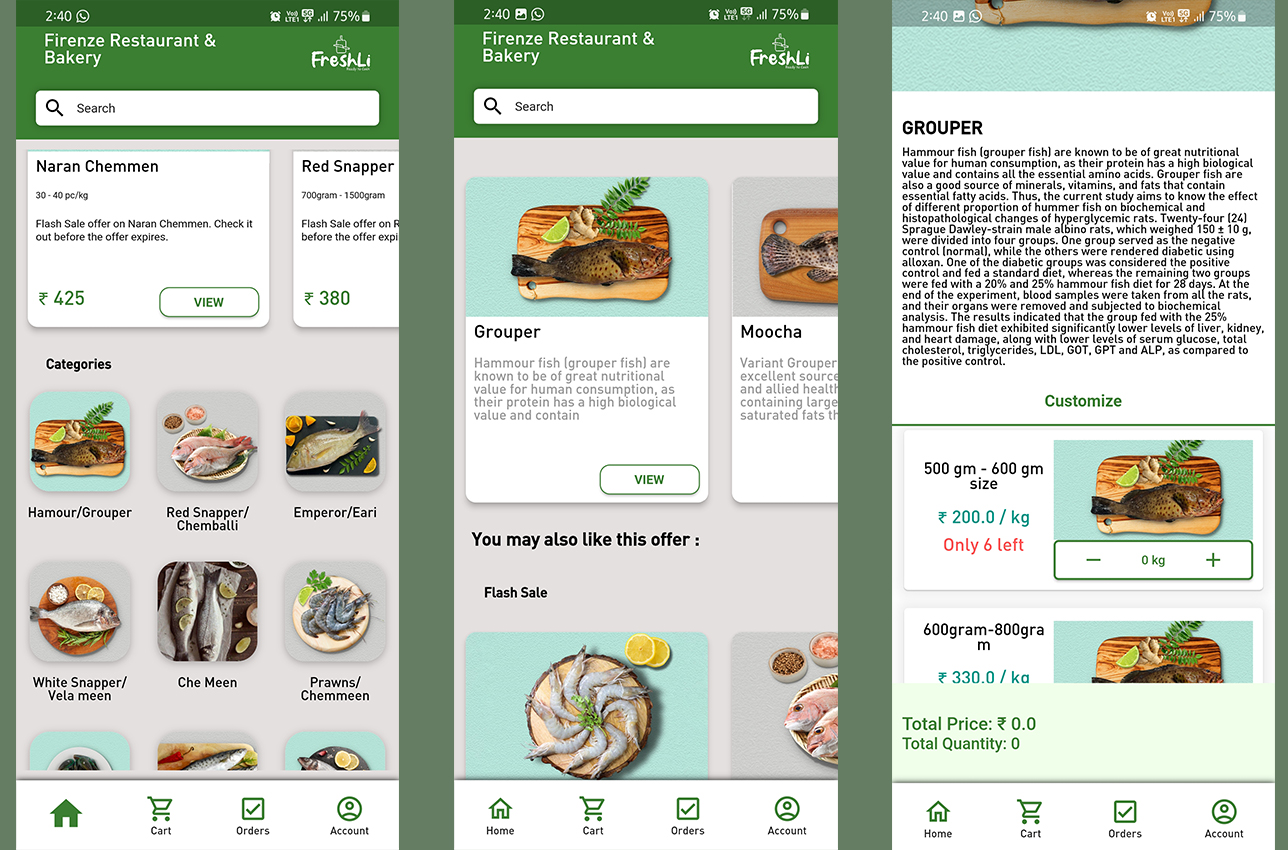 2:40
Voi) LTE1
5G
75%
Firenze Restaurant &
Bakery
FreshLi
Ready To Cook
Search
Naran Chemmen
30 - 40 pc/kg
Flash Sale offer on Naran Chemmen. Check it
out before the offer expires.
₹ 425
VIEW
Red Snapper
700gram - 1500gram
Flash Sale offer on R
before the offer expi
₹ 380
Categories
Hamour/Grouper
Red Snapper/
Chemballi
Emperor/Eari
White Snapper/
Vela meen
Che Meen
Prawns/
Chemmeen
Cart
Orders
Account
2:40
Voi) LTE1
5G
75%
Firenze Restaurant &
Bakery
FreshLi
Ready To Cook
Search
Grouper
Hammour fish (grouper fish) are
known to be of great nutritional
value for human consumption, as
their protein has a high biological
value and contain
VIEW
Moocha
Variant Grouper
excellent source
and allied health
containing large
saturated fats th
You may also like this offer :
Flash Sale
Home
Cart
Orders
Account
2:40
Voi) LTE1
5G
75%
GROUPER
Hammour fish (grouper fish) are known to be of great nutritional
value for human consumption, as their protein has a high biological
value and contains all the essential amino acids. Grouper fish are
also a good source of minerals, vitamins, and fats that contain
essential fatty acids. Thus, the current study aims to know the effect
of different proportion of hummer fish on biochemical and
histopathological changes of hyperglycemic rats. Twenty-four (24)
Sprague Dawley-strain male albino rats, which weighed 150 ± 10 g,
were divided into four groups. One group served as the negative
control (normal), while the others were rendered diabetic using
alloxan. One of the diabetic groups was considered the positive
control and fed a standard diet, whereas the remaining two groups
were fed with a 20% and 25% hammour fish diet for 28 days. At the
end of the experiment, blood samples were taken from all the rats,
and their organs were removed and subjected to biochemical
analysis. The results indicated that the group fed with the 25%
hammour fish diet exhibited significantly lower levels of liver, kidney,
and heart damage, along with lower levels of serum glucose, total
cholesterol, triglycerides, LDL, GOT, GPT and ALP, as compared to
the positive control.
Customize
500 gm - 600 gm
size
₹ 200.0 / kg
Only 6 left
0 kg
600gram-800gra
m
₹ 330.0 / kg
Total Price: ₹ 0.0
Total Quantity: 0
Home
Cart
Orders
Account